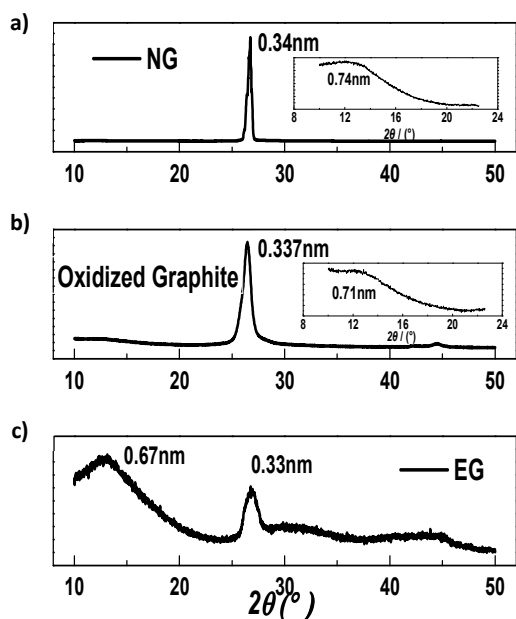 a)
NG
0.34nm
0.74nm
8 12 16 20 24
2θ / (°)
10 20 30 40 50
b)
Oxidized Graphite
0.337nm
0.71nm
8 12 16 20 24
2θ / (°)
10 20 30 40 50
c)
0.67nm
0.33nm
EG
10 20 30 40 50
2θ (°)